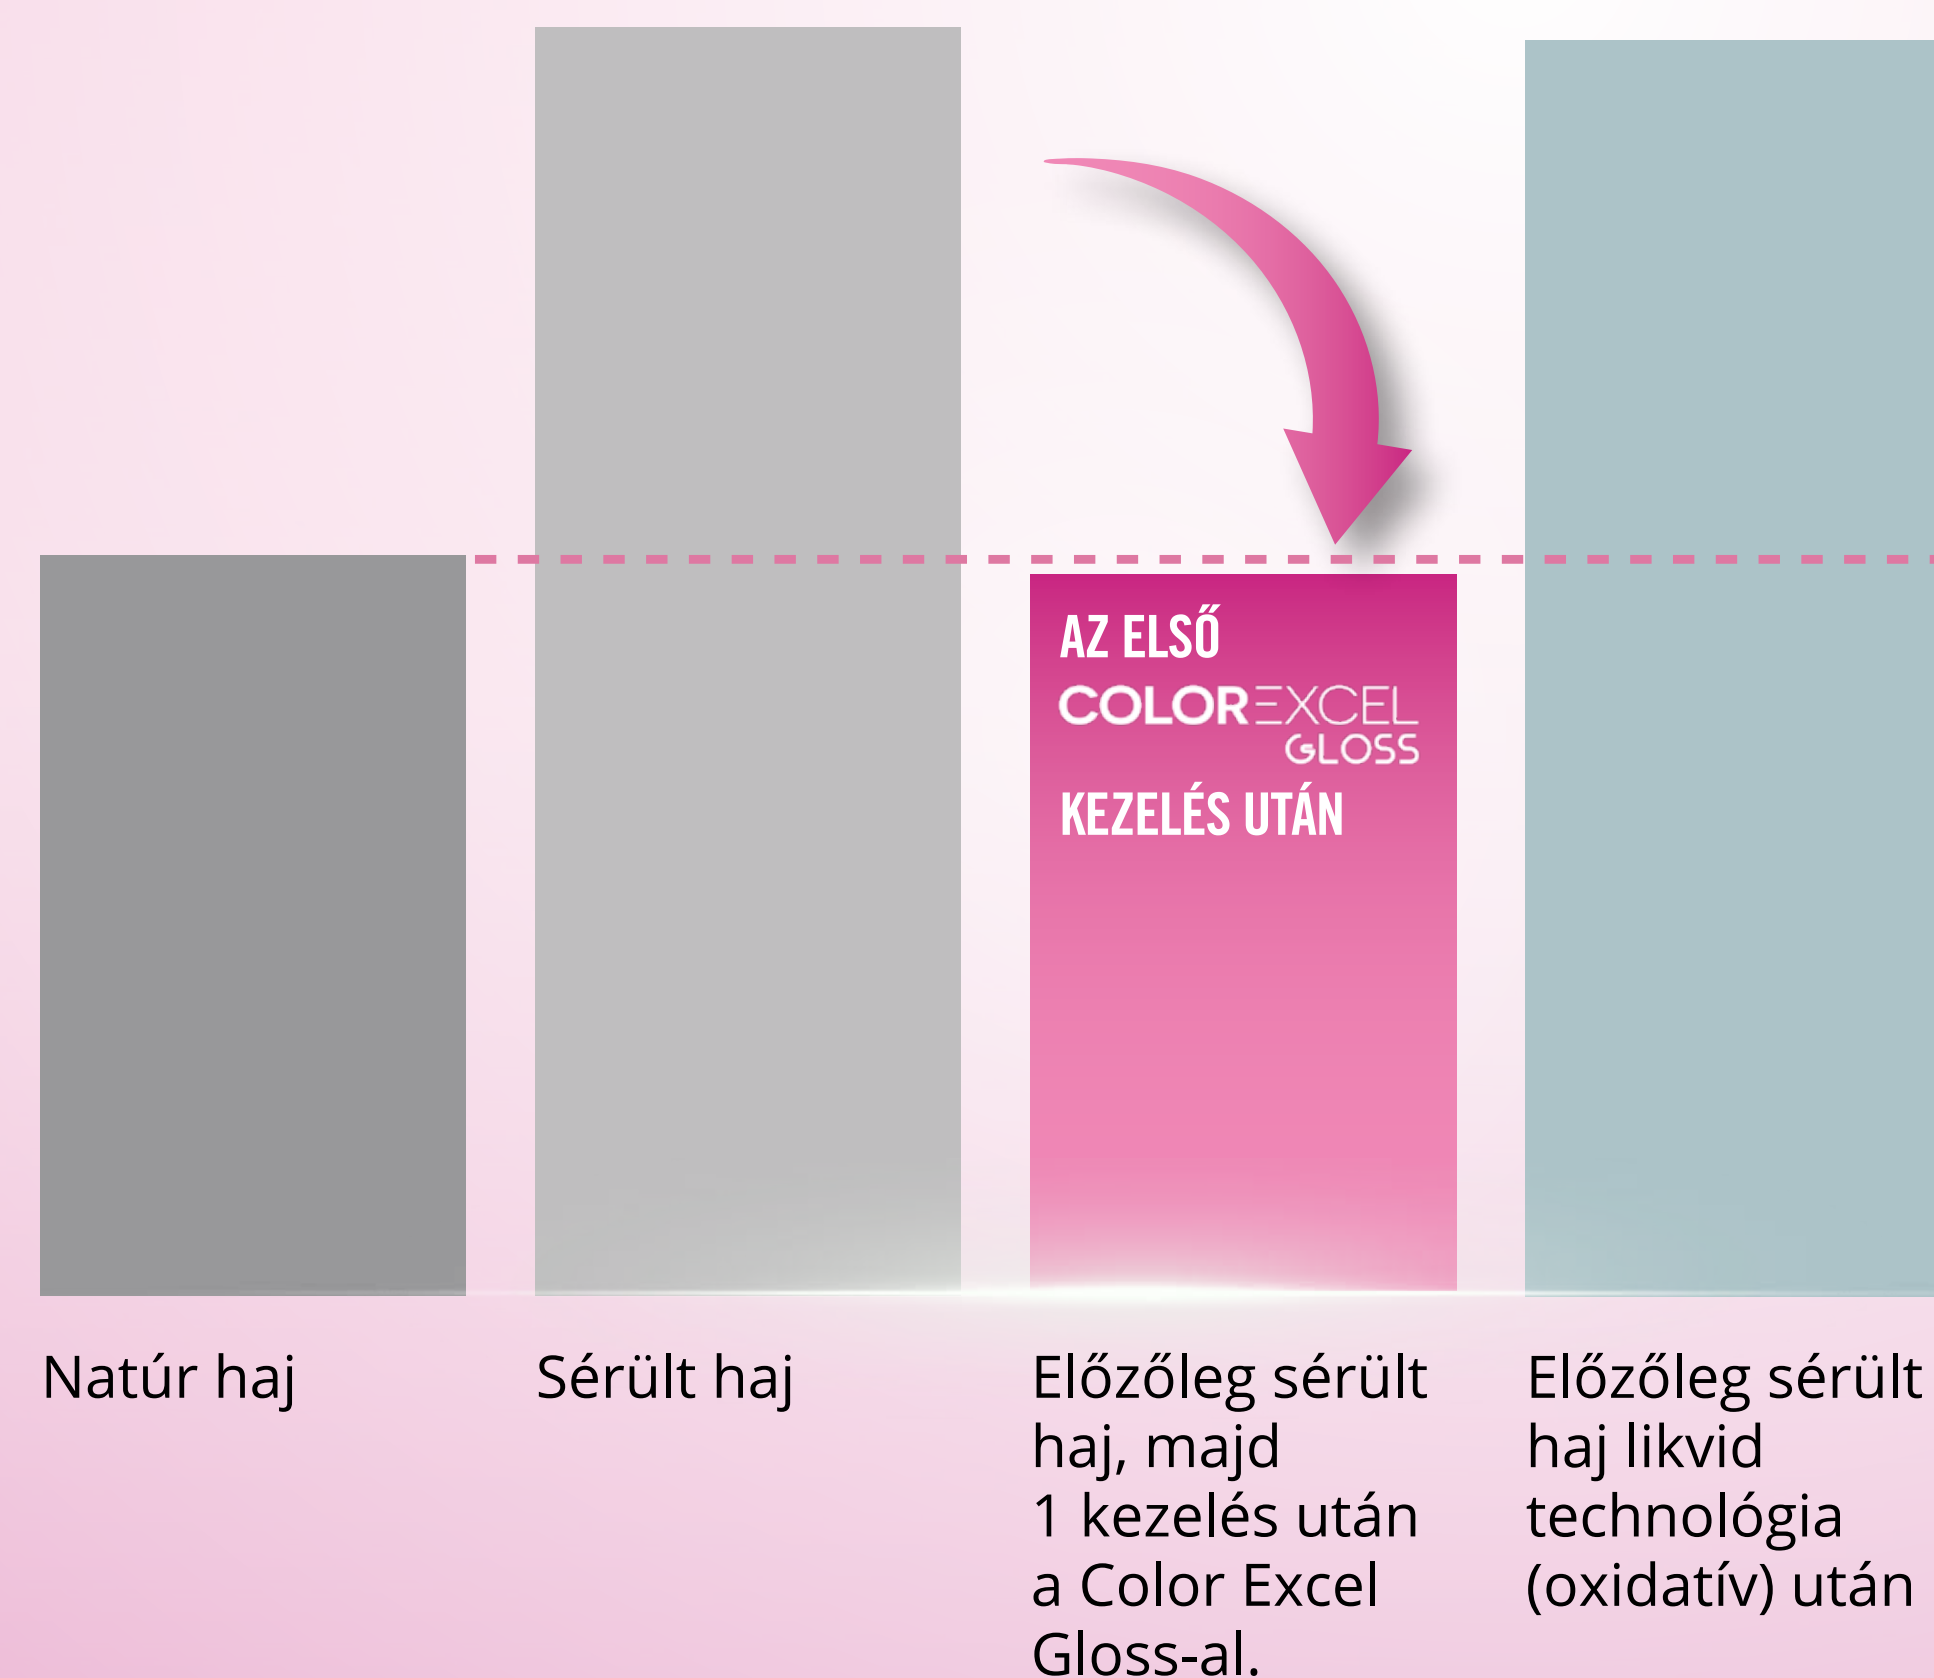 AZ ELSŐ
COLOREXCEL
GLOSS
KEZELÉS UTÁN
Natúr haj
Sérült haj
Előzőleg sérült
haj, majd
1 kezelés után
a Color Excel
Gloss-al.
Előzőleg sérült
haj likvid
technológia
(oxidatív) után